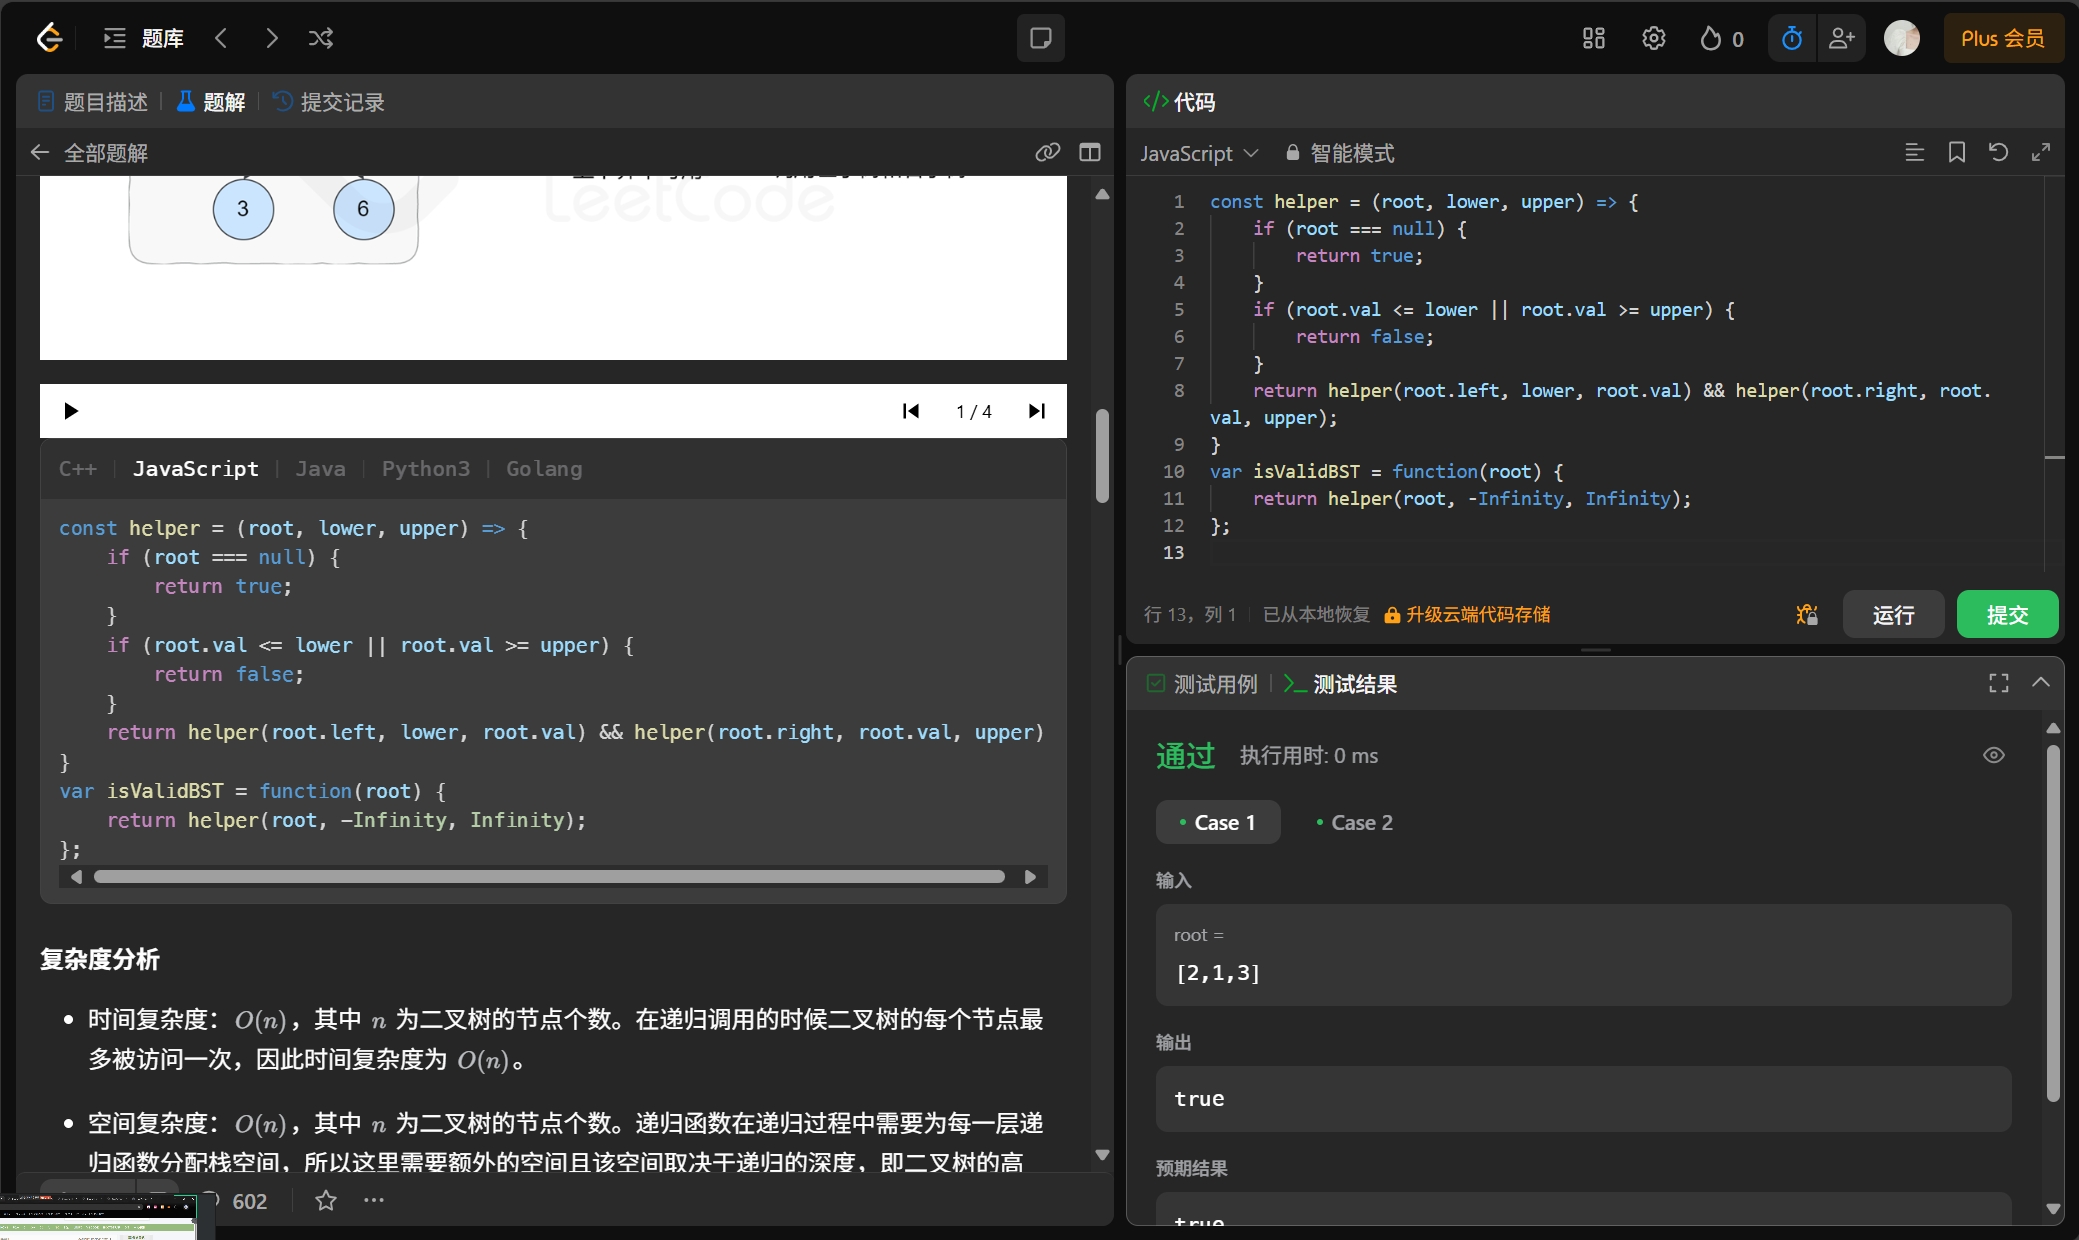 题库
0
Plus 会员
题目描述
题解
提交记录
全部题解
LeetCode
3
6
1 / 4
C++ | JavaScript | Java | Python3 | Golang
const helper = (root, lower, upper) => {
    if (root === null) {
        return true;
    }
    if (root.val <= lower || root.val >= upper) {
        return false;
    }
    return helper(root.left, lower, root.val) && helper(root.right, root.val, upper)
}
var isValidBST = function(root) {
    return helper(root, -Infinity, Infinity);
};
复杂度分析
• 时间复杂度：O(n)，其中 n 为二叉树的节点个数。在递归调用的时候二叉树的每个节点最
多被访问一次，因此时间复杂度为 O(n)。
• 空间复杂度：O(n)，其中 n 为二叉树的节点个数。递归函数在递归过程中需要为每一层递
归函数分配栈空间，所以这里需要额外的空间且该空间取决于递归的深度，即二叉树的高
602
</> 代码
JavaScript
智能模式
1 const helper = (root, lower, upper) => {
2     if (root === null) {
3         return true;
4     }
5     if (root.val <= lower || root.val >= upper) {
6         return false;
7     }
8     return helper(root.left, lower, root.val) && helper(root.right, root.
val, upper);
9 }
10 var isValidBST = function(root) {
11     return helper(root, -Infinity, Infinity);
12 };
13
行 13，列 1
已从本地恢复
升级云端代码存储
运行
提交
测试用例
测试结果
通过
执行用时: 0 ms
• Case 1
• Case 2
输入
root =
[2,1,3]
输出
true
预期结果
true